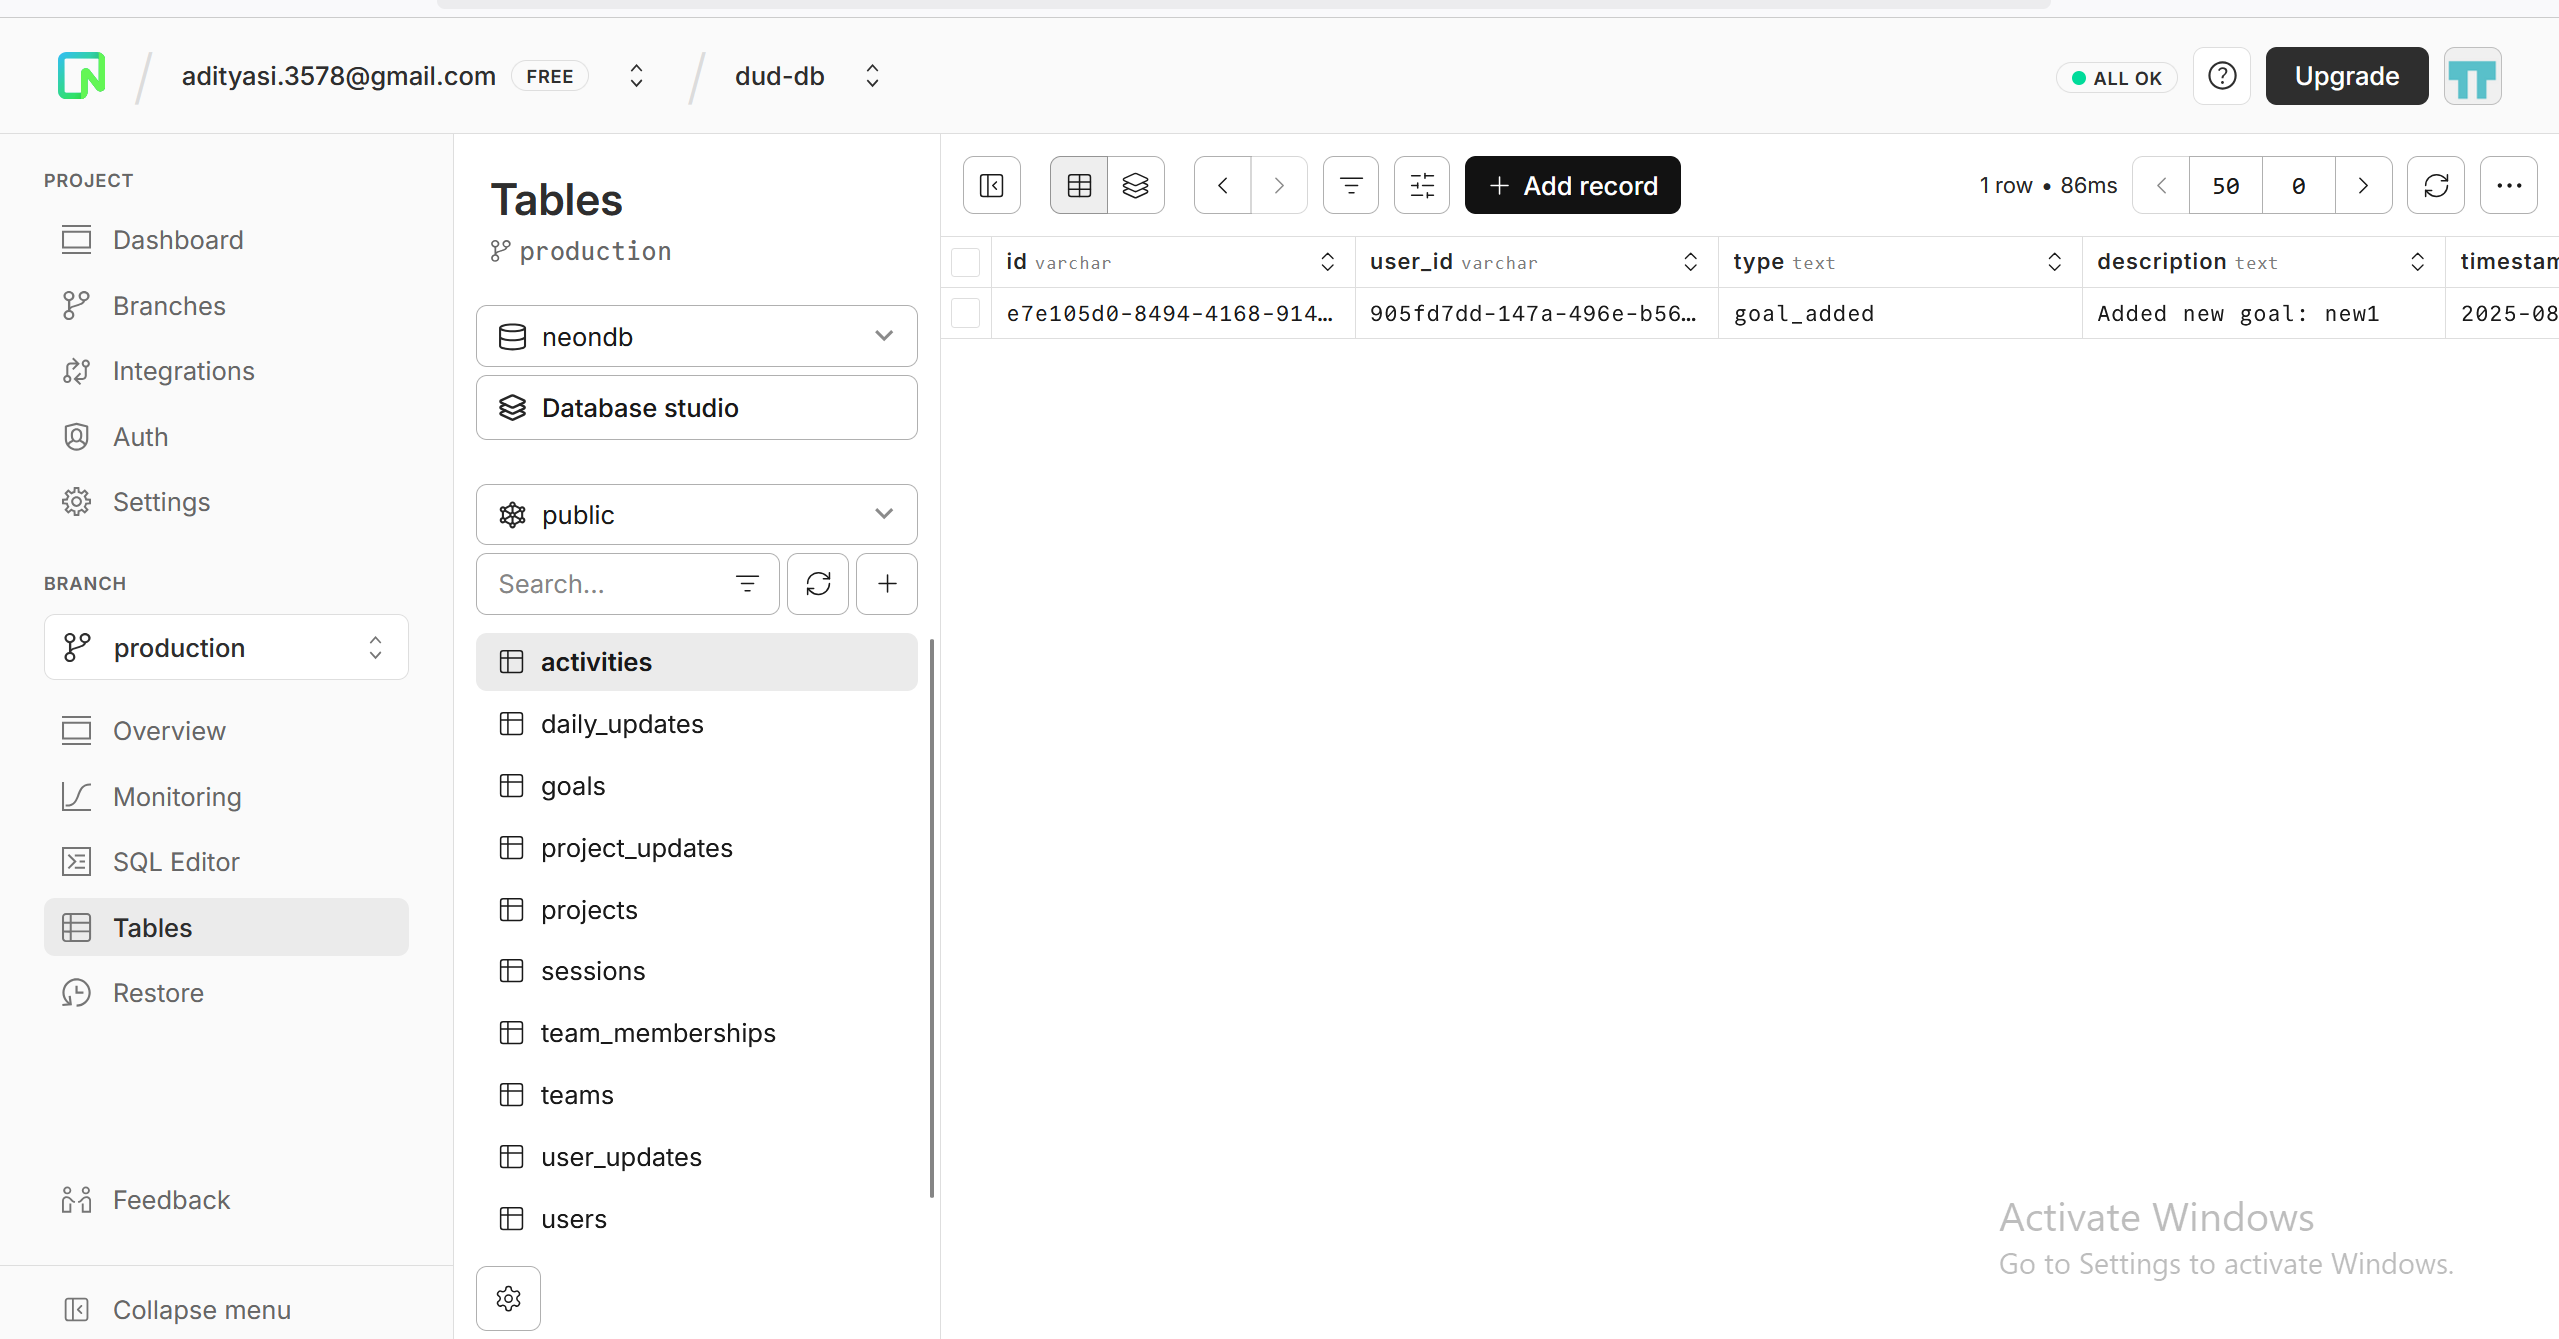 adityasi.3578@gmail.com FREE dud-db ALL OK Upgrade
PROJECT
Dashboard
Branches
Integrations
Auth
Settings
BRANCH
production
Overview
Monitoring
SQL Editor
Tables
Restore
Feedback
Collapse menu
Tables
production
neondb
Database studio
public
Search...
activities
daily_updates
goals
project_updates
projects
sessions
team_memberships
teams
user_updates
users
Add record 1 row • 86ms 50 0
id varchar user_id varchar type text description text timestam
e7e105d0-8494-4168-914… 905fd7dd-147a-496e-b56… goal_added Added new goal: new1 2025-08
Activate Windows
Go to Settings to activate Windows.